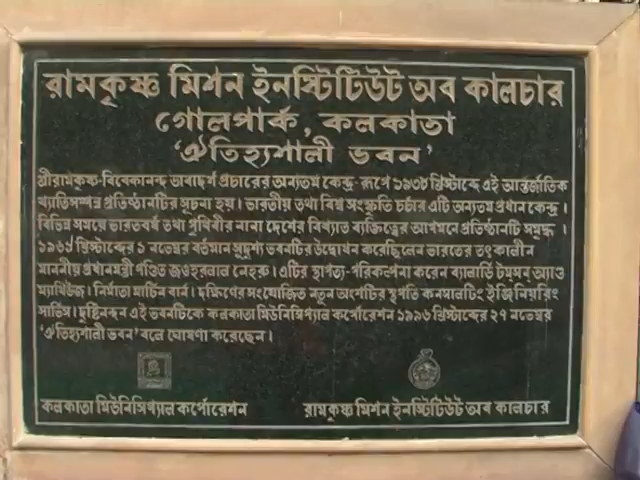 রামকৃষ্ণ মিশন ইনস্টিটিউট অব কালচার
গোলপার্ক, কলকাতা
‘ঐতিহ্যশালী ভবন’
শ্রীরামকৃষ্ণ-বিবেকানন্দ ভাবাদর্শ প্রচারের অন্যতম কেন্দ্র-রূপে ১৯৩৮ খ্রিস্টাব্দে এই আন্তর্জাতিক
খ্যাতিসম্পন্ন প্রতিষ্ঠানটির সূচনা হয়। ভারতীয় তথা বিশ্ব সংস্কৃতি চর্চার এটি অন্যতম প্রধান কেন্দ্র।
বিভিন্ন সময়ে ভারতবর্ষ তথা পৃথিবীর নানা দেশের বিখ্যাত ব্যক্তিত্বের আগমনে প্রতিষ্ঠানটি সমৃদ্ধ।
১৯৬১ খ্রিস্টাব্দের ১ নভেম্বর বর্তমান সুদৃশ্য ভবনটির উদ্বোধন করেছিলেন ভারতের তৎকালীন
মাননীয় প্রধানমন্ত্রী পণ্ডিত জওহরলাল নেহরু। এটির স্থাপত্য-পরিকল্পনা করেন ব্যালার্ডি টমসন্ অ্যাণ্ড
ম্যাথিউজ। নির্মাতা মার্টিন বার্ন। দক্ষিণের সংযোজিত নূতন অংশটির স্থপতি কনসালটিং ইঞ্জিনিয়রিং
সার্ভিস। দৃষ্টিনন্দন এই ভবনটিকে কলকাতা মিউনিসিপ্যাল কর্পোরেশন ১৯৯৬ খ্রিস্টাব্দের ২৭ নভেম্বর
‘ঐতিহ্যশালী ভবন’ বলে ঘোষণা করেছেন।
কলকাতা মিউনিসিপ্যাল কর্পোরেশন
রামকৃষ্ণ মিশন ইনস্টিটিউট অব কালচার